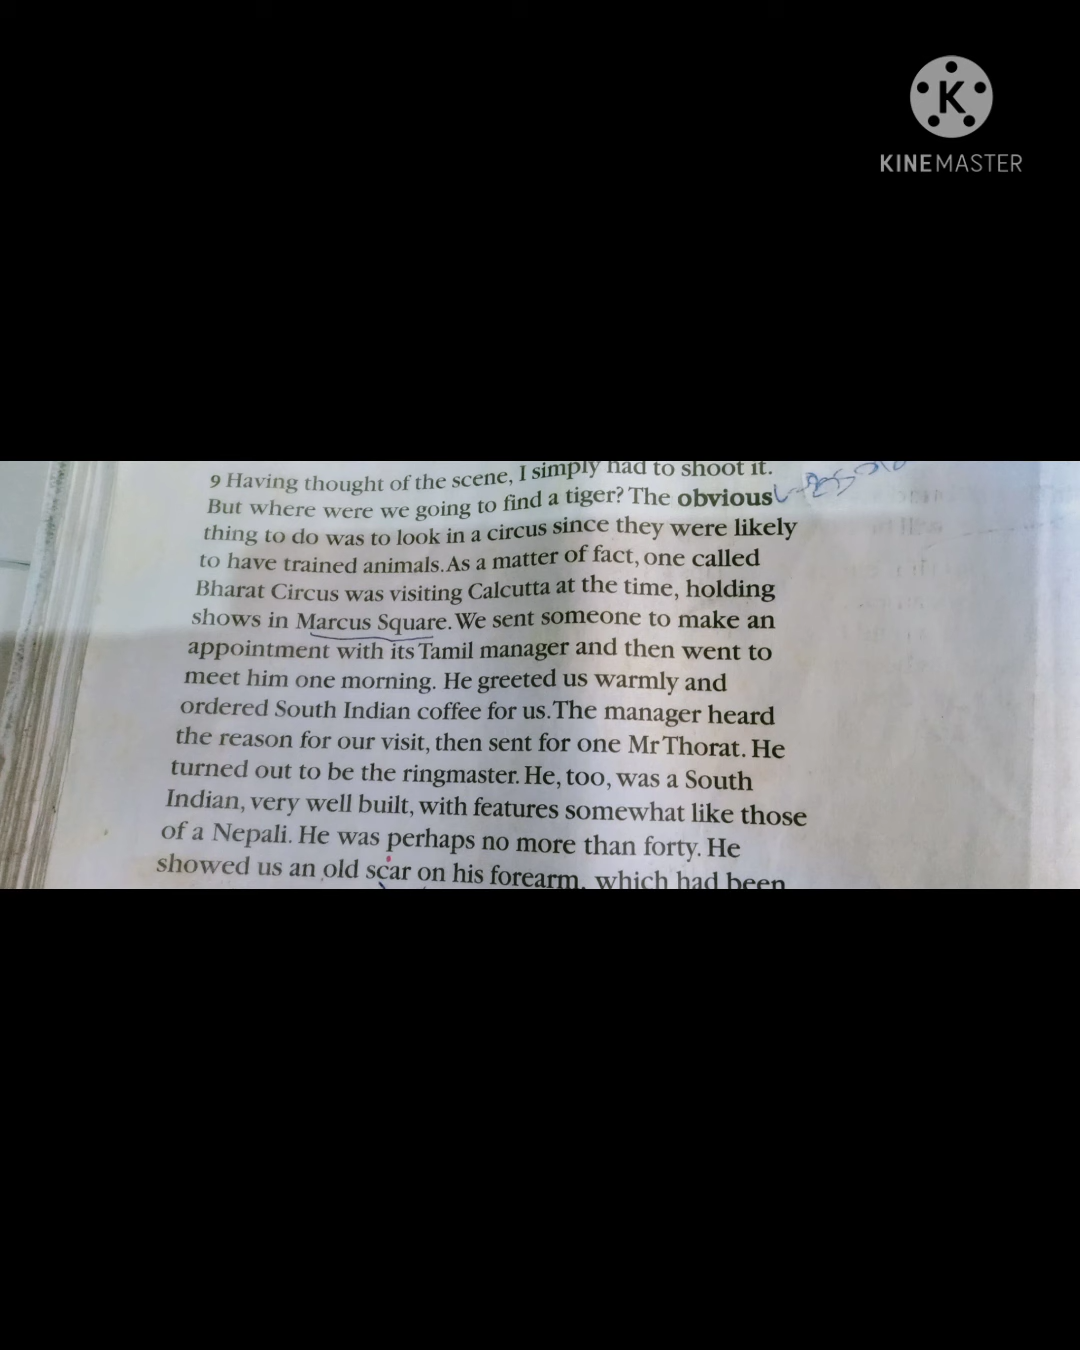 K
KINEMASTER
9 Having thought of the scene, I simply had to shoot it.
But where were we going to find a tiger? The obvious
thing to do was to look in a circus since they were likely
to have trained animals. As a matter of fact, one called
Bharat Circus was visiting Calcutta at the time, holding
shows in Marcus Square. We sent someone to make an
appointment with its Tamil manager and then went to
meet him one morning. He greeted us warmly and
ordered South Indian coffee for us. The manager heard
the reason for our visit, then sent for one Mr Thorat. He
turned out to be the ringmaster. He, too, was a South
Indian, very well built, with features somewhat like those
of a Nepali. He was perhaps no more than forty. He
showed us an old scar on his forearm, which had been